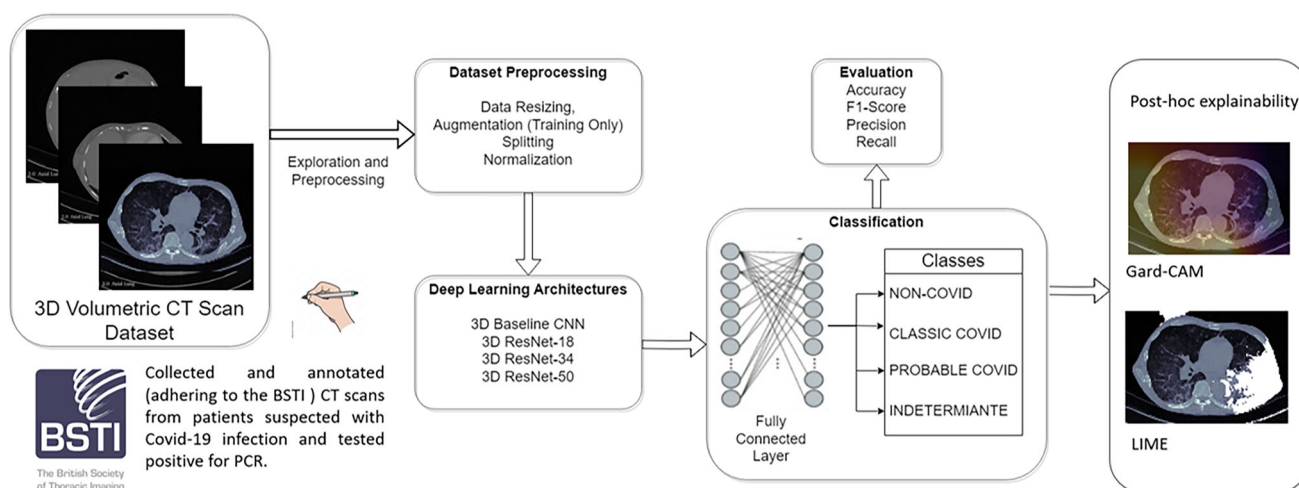 2.0 Axial Lung
3D Volumetric CT Scan
Dataset
BSTI
The British Society
of Thoracic Imaging
Collected and annotated
(adhering to the BSTI ) CT scans
from patients suspected with
Covid-19 infection and tested
positive for PCR.
Exploration and
Preprocessing
Dataset Preprocessing
Data Resizing,
Augmentation (Training Only)
Splitting
Normalization
Deep Learning Architectures
3D Baseline CNN
3D ResNet-18
3D ResNet-34
3D ResNet-50
Evaluation
Accuracy
F1-Score
Precision
Recall
Classification
Fully
Connected
Layer
Classes
NON-COVID
CLASSIC COVID
PROBABLE COVID
INDETERMIANTE
Post-hoc explainability
Gard-CAM
LIME